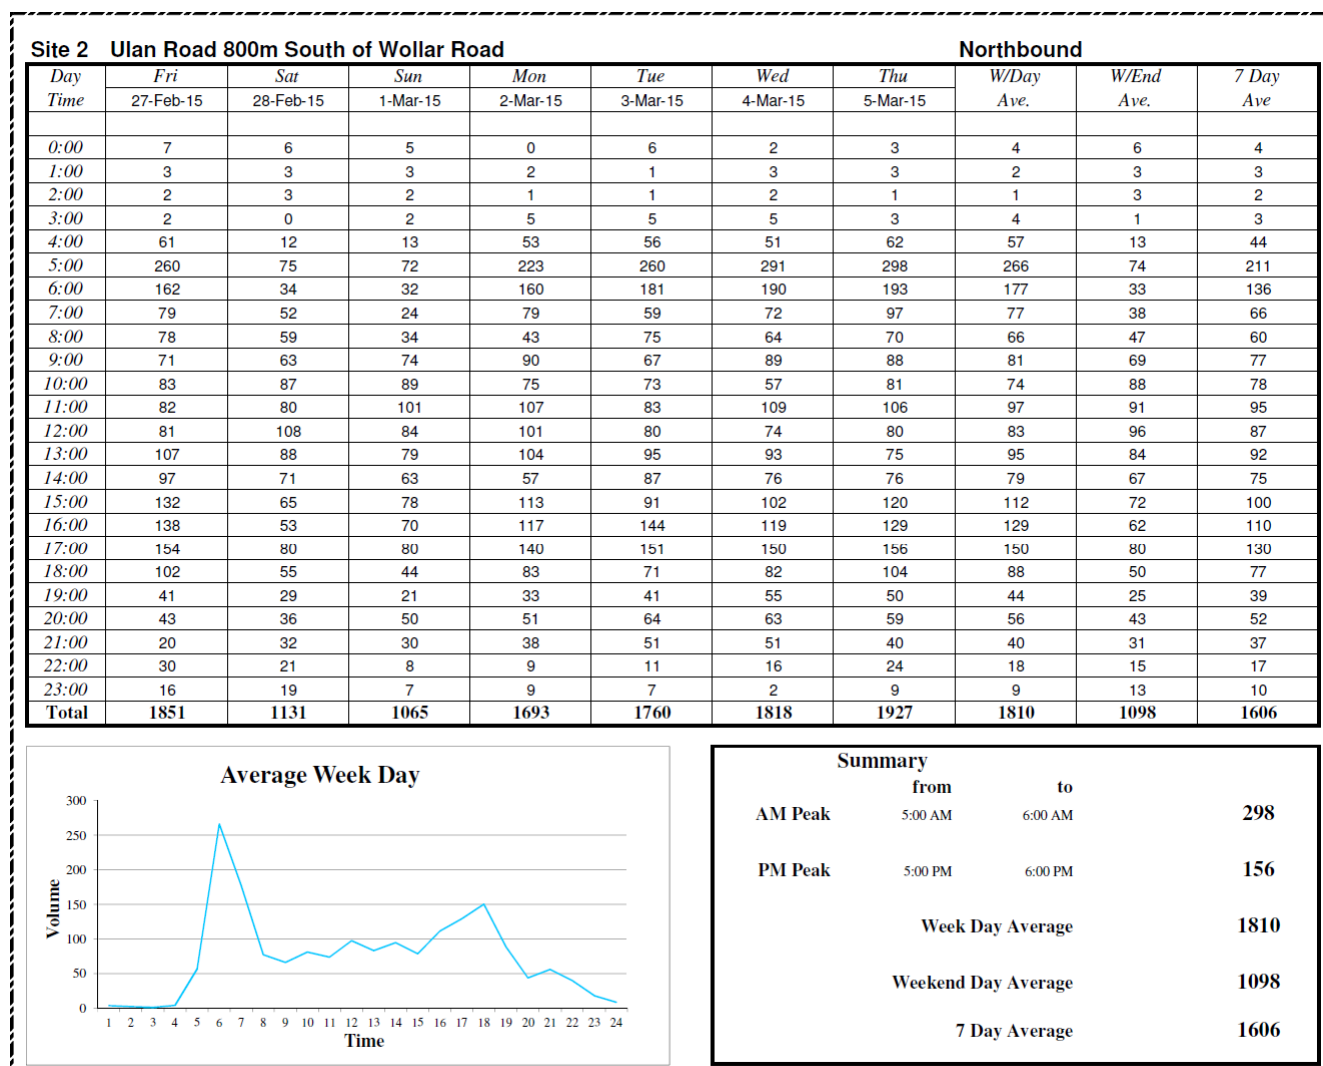 Site 2 Ulan Road 800m South of Wollar Road Northbound
Day Fri Sat Sun Mon Tue Wed Thu W/Day W/End 7 Day
Time 27-Feb-15 28-Feb-15 1-Mar-15 2-Mar-15 3-Mar-15 4-Mar-15 5-Mar-15 Ave. Ave. Ave
0:00 7 6 5 0 6 2 3 4 6 4
1:00 3 3 3 2 1 3 3 2 3 3
2:00 2 3 2 1 1 2 1 1 3 2
3:00 2 0 2 5 5 5 3 4 1 3
4:00 61 12 13 53 56 51 62 57 13 44
5:00 260 75 72 223 260 291 298 266 74 211
6:00 162 34 32 160 181 190 193 177 33 136
7:00 79 52 24 79 59 72 97 77 38 66
8:00 78 59 34 43 75 64 70 66 47 60
9:00 71 63 74 90 67 89 88 81 69 77
10:00 83 87 89 75 73 57 81 74 88 78
11:00 82 80 101 107 83 109 106 97 91 95
12:00 81 108 84 101 80 74 80 83 96 87
13:00 107 88 79 104 95 93 75 95 84 92
14:00 97 71 63 57 87 76 76 79 67 75
15:00 132 65 78 113 91 102 120 112 72 100
16:00 138 53 70 117 144 119 129 129 62 110
17:00 154 80 80 140 151 150 156 150 80 130
18:00 102 55 44 83 71 82 104 88 50 77
19:00 41 29 21 33 41 55 50 44 25 39
20:00 43 36 50 51 64 63 59 56 43 52
21:00 20 32 30 38 51 51 40 40 31 37
22:00 30 21 8 9 11 16 24 18 15 17
23:00 16 19 7 9 7 2 9 9 13 10
Total 1851 1131 1065 1693 1760 1818 1927 1810 1098 1606
Average Week Day
300
250
200
150
100
50
0
Volume
1 2 3 4 5 6 7 8 9 10 11 12 13 14 15 16 17 18 19 20 21 22 23 24
Time
Summary
from to
AM Peak 5:00 AM 6:00 AM 298
PM Peak 5:00 PM 6:00 PM 156
Week Day Average 1810
Weekend Day Average 1098
7 Day Average 1606